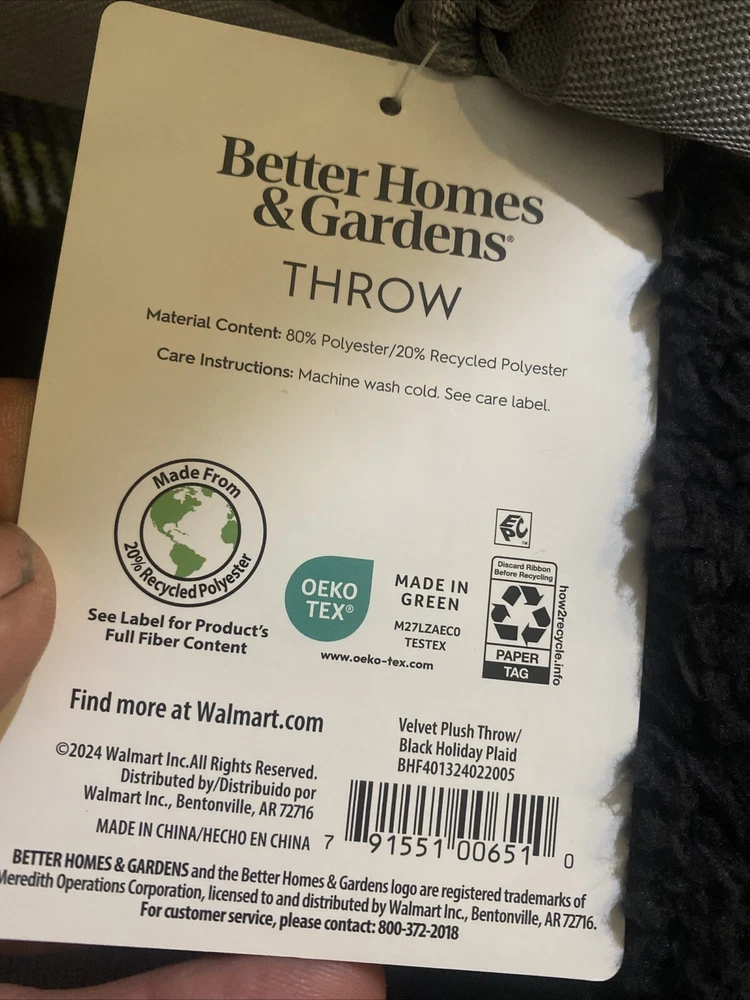 Better Homes
& Gardens®
THROW
Material Content: 80% Polyester/20% Recycled Polyester
Care Instructions: Machine wash cold. See care label.
Made From
20% Recycled Polyester
See Label for Product's
Full Fiber Content
OEKO
TEX®
MADE IN
GREEN
M27LZAEC0
TESTEX
www.oeko-tex.com
EPC™
Discard Ribbon
Before Recycling
PAPER
TAG
how2recycle.info
Find more at Walmart.com
©2024 Walmart Inc.All Rights Reserved.
Distributed by/Distribuido por
Walmart Inc., Bentonville, AR 72716
MADE IN CHINA/HECHO EN CHINA
Velvet Plush Throw/
Black Holiday Plaid
BHF401324022005
7 91551 00651 0
BETTER HOMES & GARDENS and the Better Homes & Gardens logo are registered trademarks of
Meredith Operations Corporation, licensed to and distributed by Walmart Inc., Bentonville, AR 72716.
For customer service, please contact: 800-372-2018